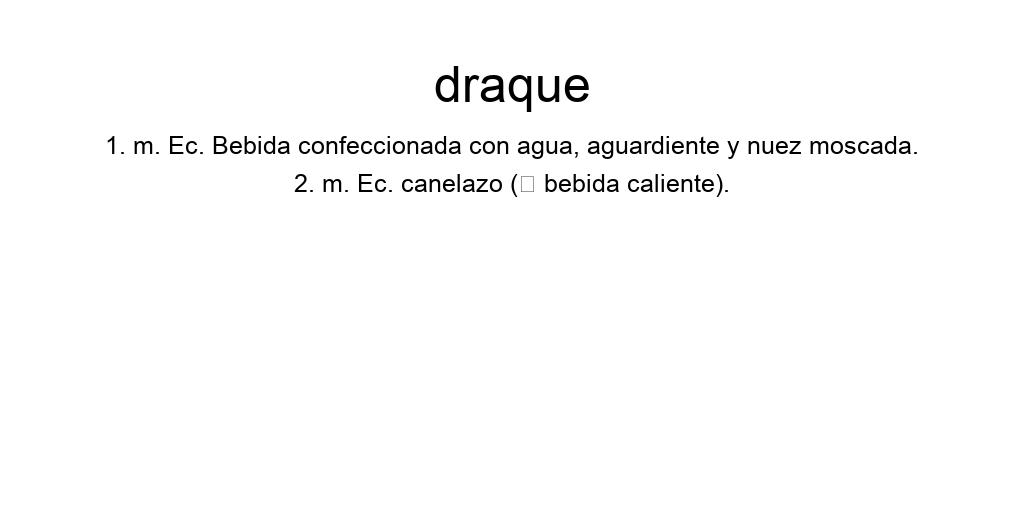 draque
1. m. Ec. Bebida confeccionada con agua, aguardiente y nuez moscada.
2. m. Ec. canelazo (▯ bebida caliente).